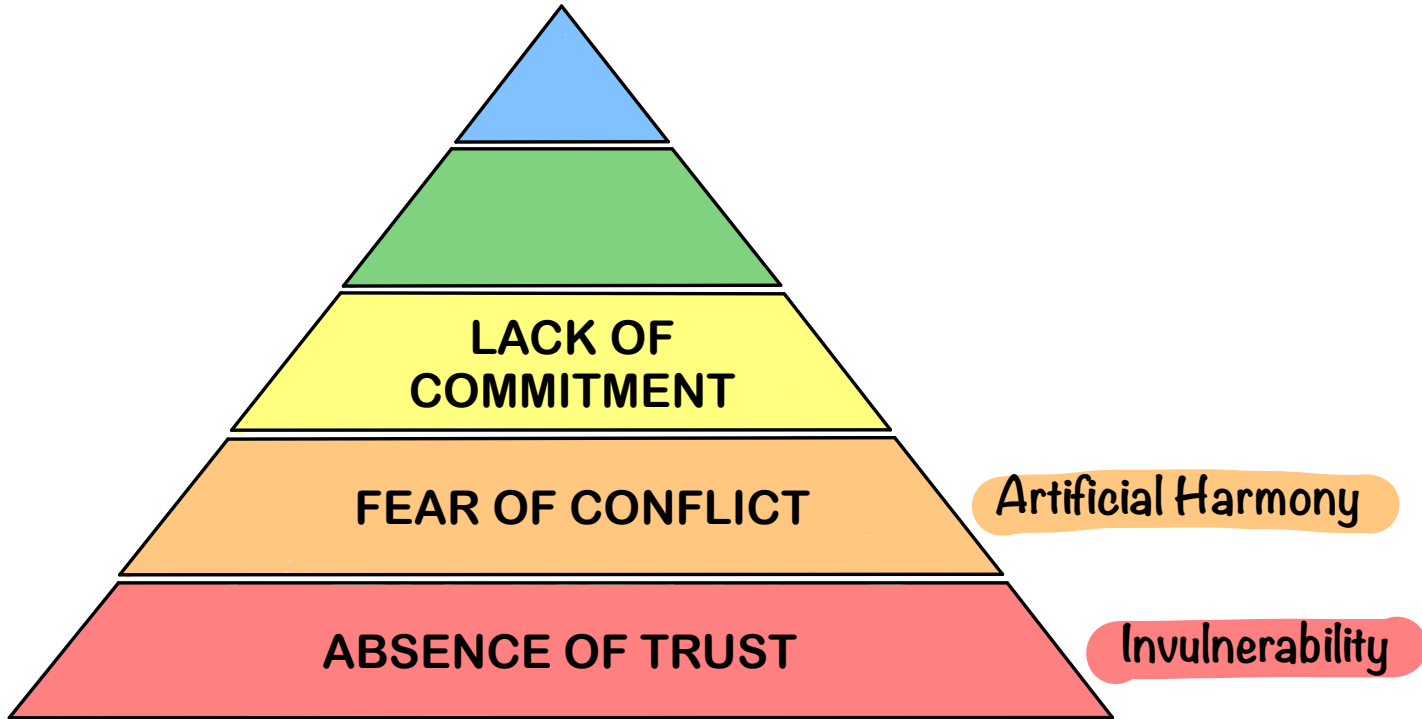 LACK OF
COMMITMENT
FEAR OF CONFLICT
Artificial Harmony
ABSENCE OF TRUST
Invulnerability